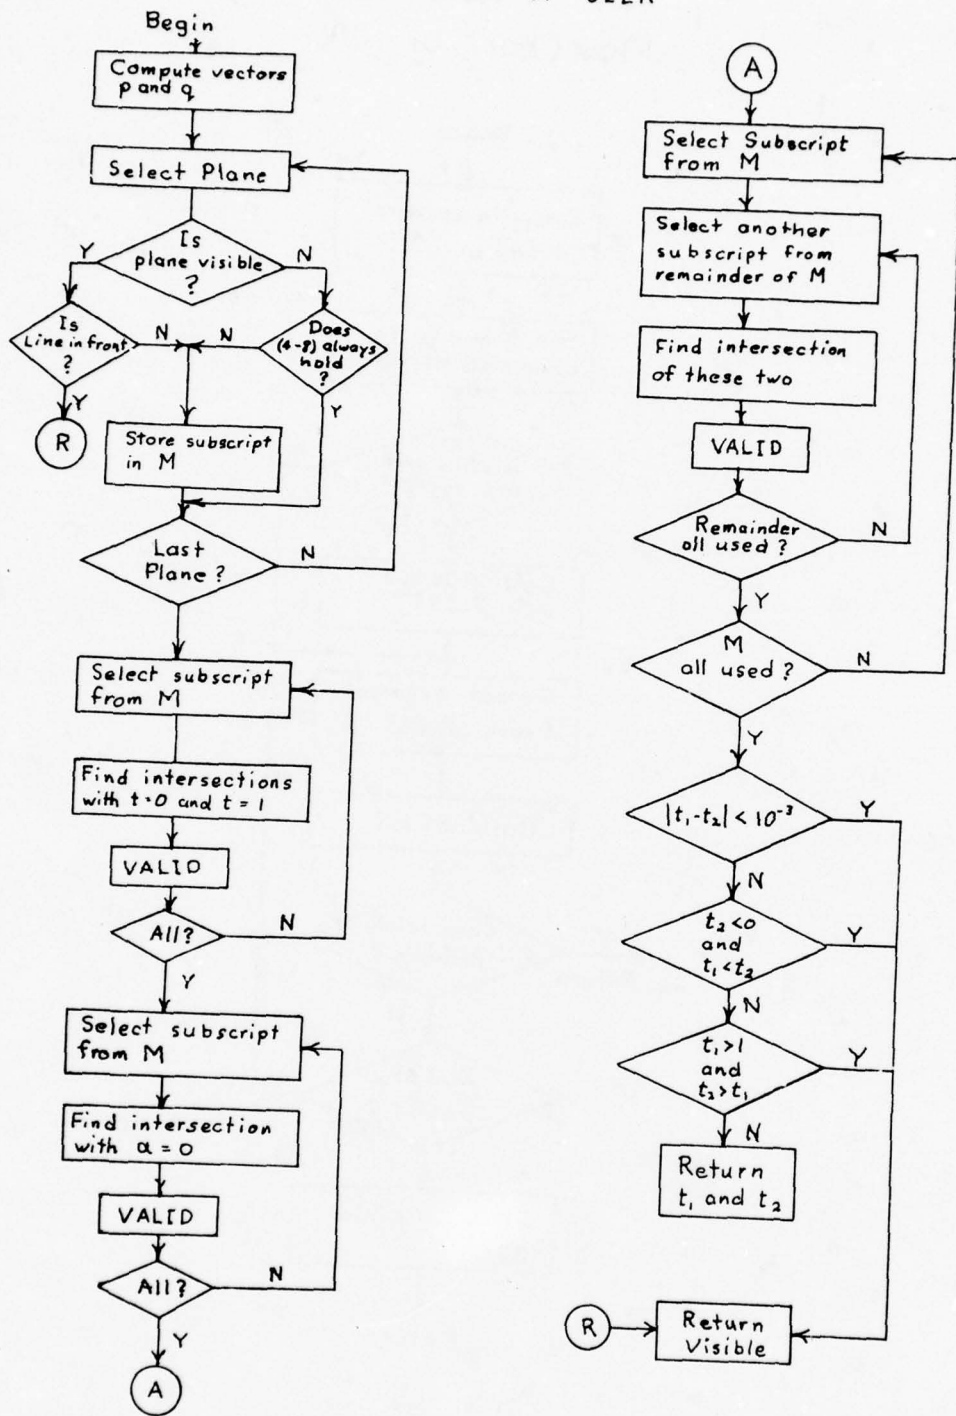 Begin
Compute vectors
p and q
Select Plane
Is
plane visible
?
Y
N
Is
Line in front
?
N
N
Does
(4-8) always
hold
?
Y
Y
R
Store subscript
in M
Last
Plane ?
N
Select subscript
from M
Find intersections
with t=0 and t=1
VALID
All?
N
Y
Select subscript
from M
Find intersection
with α = 0
VALID
All?
N
Y
A
A
Select Subscript
from M
Select another
subscript from
remainder of M
Find intersection
of these two
VALID
Remainder
all used ?
N
Y
M
all used ?
N
Y
|t₁-t₂| < 10⁻³
Y
N
t₂<0
and
t₁<t₂
Y
N
t₁>1
and
t₂>t₁
Y
N
Return
t₁ and t₂
R
Return
Visible